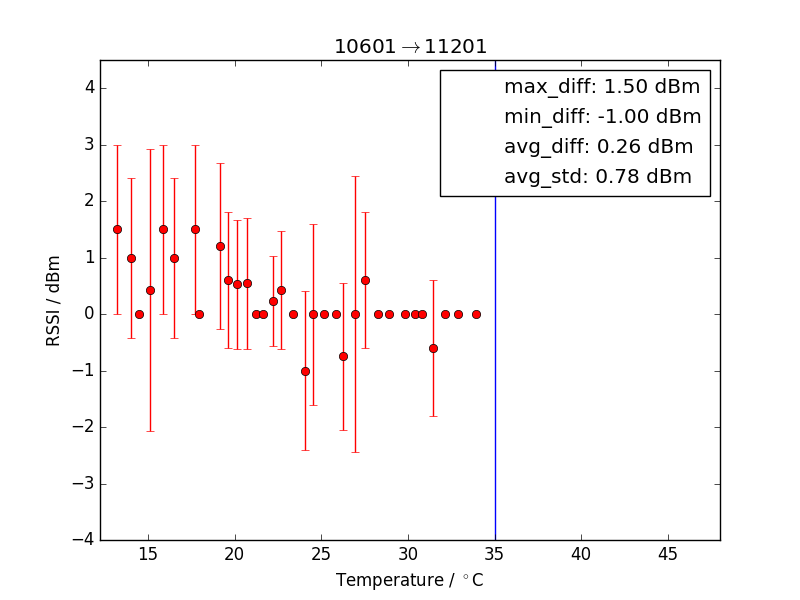 10601→11201
max_diff: 1.50 dBm
min_diff: -1.00 dBm
avg_diff: 0.26 dBm
avg_std: 0.78 dBm
RSSI / dBm
4
3
2
1
0
−1
−2
−3
−4
15 20 25 30 35 40 45
Temperature / °C